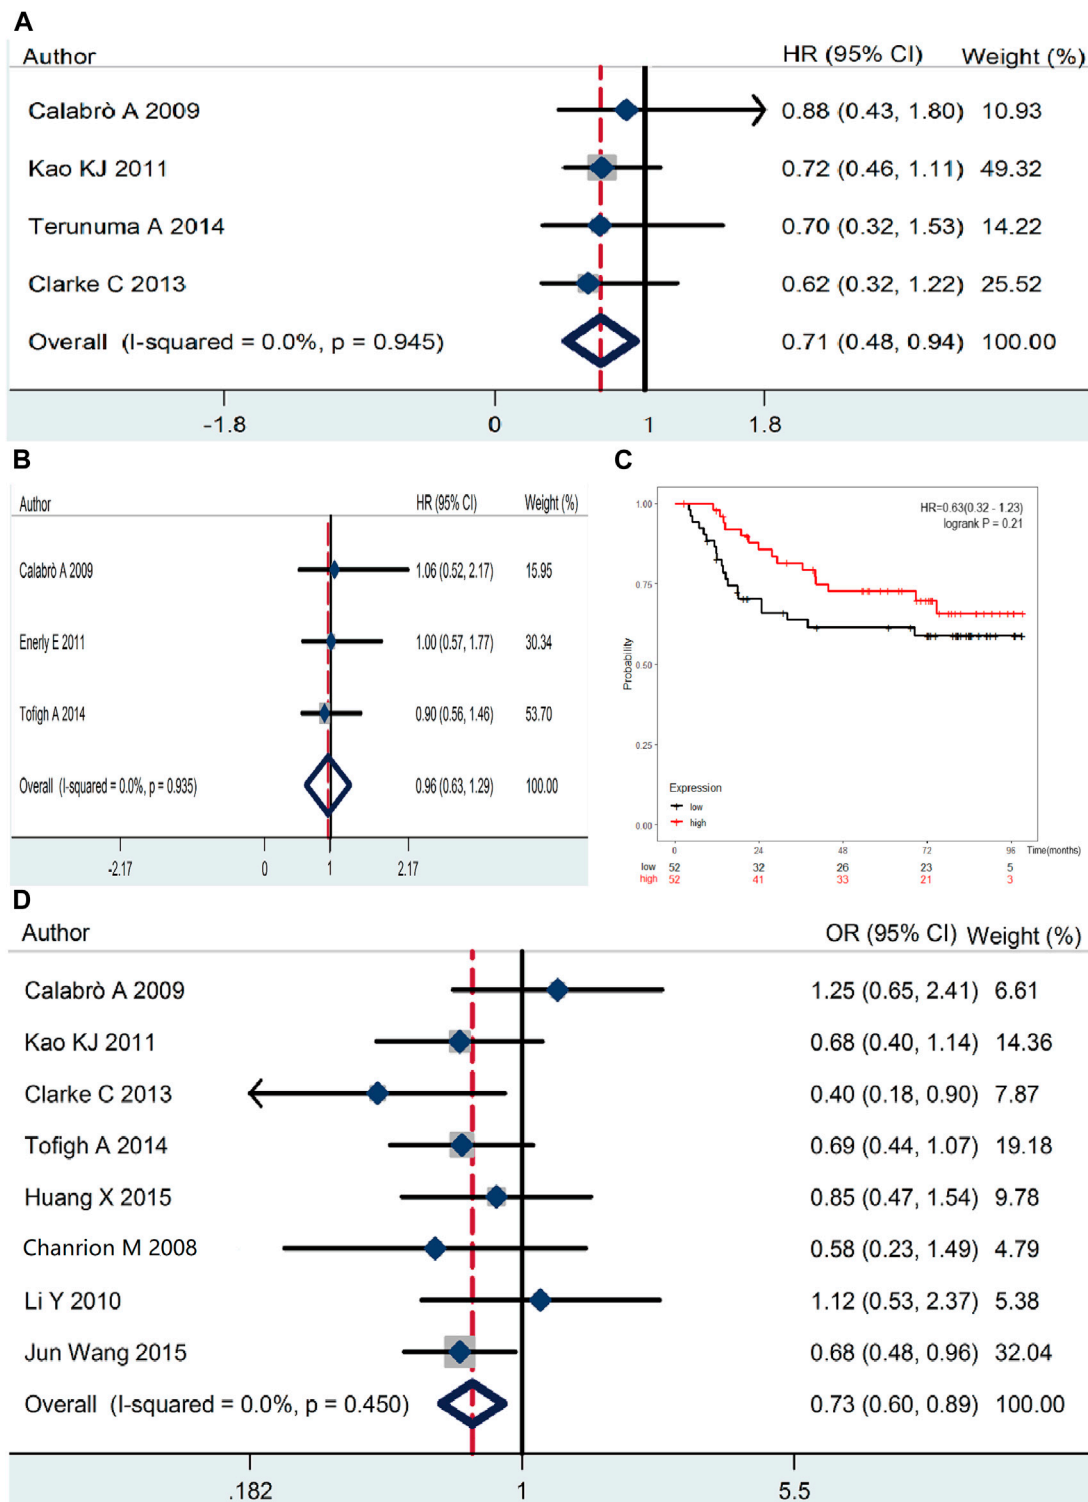 A
Author HR (95% CI) Weight (%)
Calabrò A 2009 0.88 (0.43, 1.80) 10.93
Kao KJ 2011 0.72 (0.46, 1.11) 49.32
Terunuma A 2014 0.70 (0.32, 1.53) 14.22
Clarke C 2013 0.62 (0.32, 1.22) 25.52
Overall (I-squared = 0.0%, p = 0.945) 0.71 (0.48, 0.94) 100.00
-1.8 0 1 1.8
B
Author HR (95% CI) Weight (%)
Calabrò A 2009 1.06 (0.52, 2.17) 15.95
Enerly E 2011 1.00 (0.57, 1.77) 30.34
Tofigh A 2014 0.90 (0.56, 1.46) 53.70
Overall (I-squared = 0.0%, p = 0.935) 0.96 (0.63, 1.29) 100.00
-2.17 0 1 2.17
C
HR=0.63(0.32 - 1.23)
logrank P = 0.21
1.00
0.75
0.50
0.25
0.00
Probability
Expression
low
high
0 24 48 72 96 Time(months)
low 52 32 26 23 5
high 52 41 33 21 3
D
Author OR (95% CI) Weight (%)
Calabrò A 2009 1.25 (0.65, 2.41) 6.61
Kao KJ 2011 0.68 (0.40, 1.14) 14.36
Clarke C 2013 0.40 (0.18, 0.90) 7.87
Tofigh A 2014 0.69 (0.44, 1.07) 19.18
Huang X 2015 0.85 (0.47, 1.54) 9.78
Chanrion M 2008 0.58 (0.23, 1.49) 4.79
Li Y 2010 1.12 (0.53, 2.37) 5.38
Jun Wang 2015 0.68 (0.48, 0.96) 32.04
Overall (I-squared = 0.0%, p = 0.450) 0.73 (0.60, 0.89) 100.00
.182 1 5.5